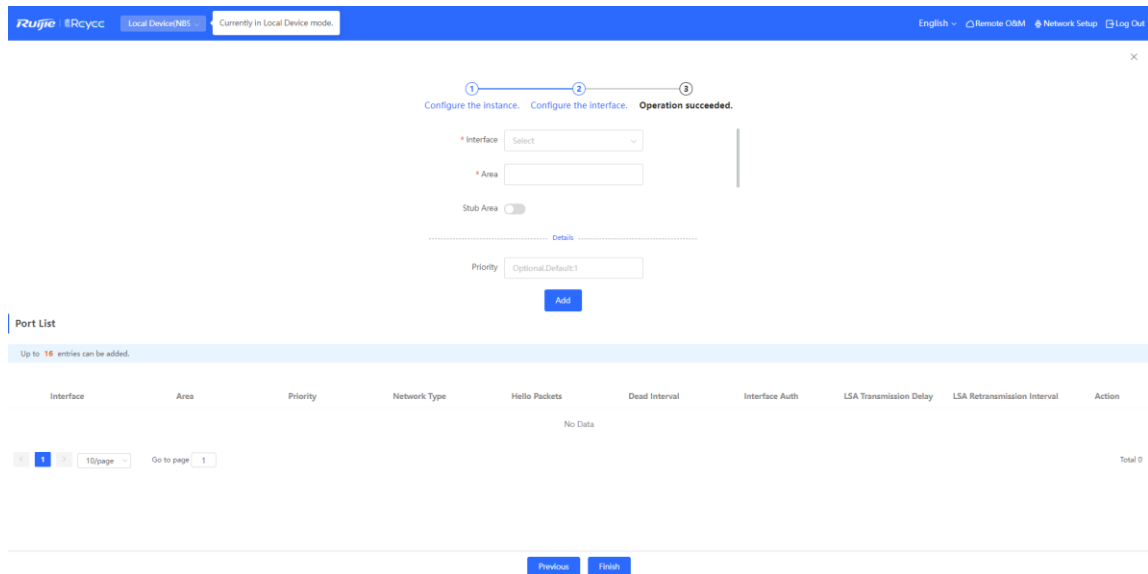 Ruijie Rcycc Local Device(NBS Currently in Local Device mode. English Remote O&M Network Setup Log Out
1 2 3
Configure the instance. Configure the interface. Operation succeeded.
* Interface Select
* Area
Stub Area
Details
Priority Optional.Default:1
Add
Port List
Up to 16 entries can be added.
Interface Area Priority Network Type Hello Packets Dead Interval Interface Auth LSA Transmission Delay LSA Retransmission Interval Action
No Data
1 10/page Go to page 1 Total 0
Previous Finish